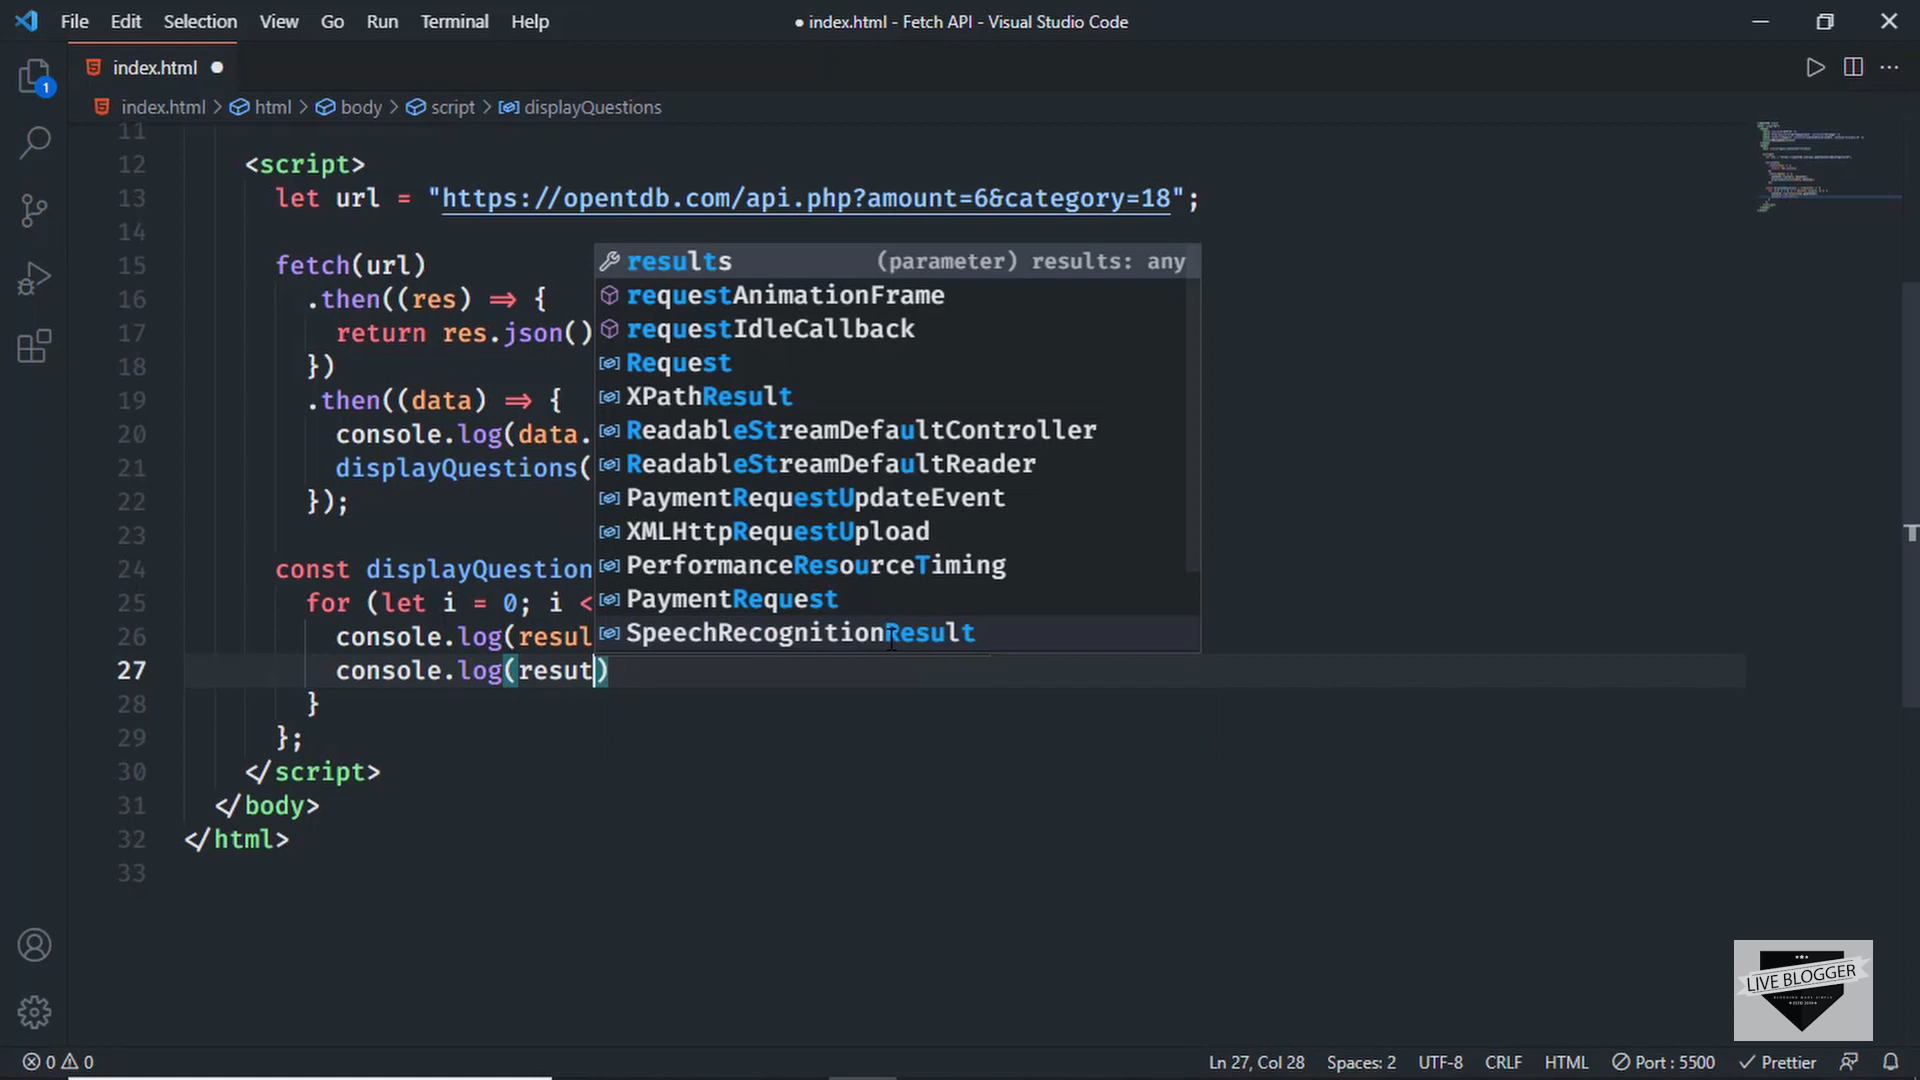 File Edit Selection View Go Run Terminal Help
● index.html - Fetch API - Visual Studio Code
index.html ●
index.html > html > body > script > displayQuestions
1
11
12 <script>
13 let url = "https://opentdb.com/api.php?amount=6&category=18";
14
15 fetch(url)
16 .then((res) => {
17 return res.json()
18 })
19 .then((data) => {
20 console.log(data.
21 displayQuestions(
22 });
23
24 const displayQuestion
25 for (let i = 0; i <
26 console.log(resul
27 console.log(resut)
28 }
29 };
30 </script>
31 </body>
32 </html>
33
results (parameter) results: any
requestAnimationFrame
requestIdleCallback
Request
XPathResult
ReadableStreamDefaultController
ReadableStreamDefaultReader
PaymentRequestUpdateEvent
XMLHttpRequestUpload
PerformanceResourceTiming
PaymentRequest
SpeechRecognitionResult
LIVE BLOGGER
0 0
Ln 27, Col 28 Spaces: 2 UTF-8 CRLF HTML Port : 5500 Prettier